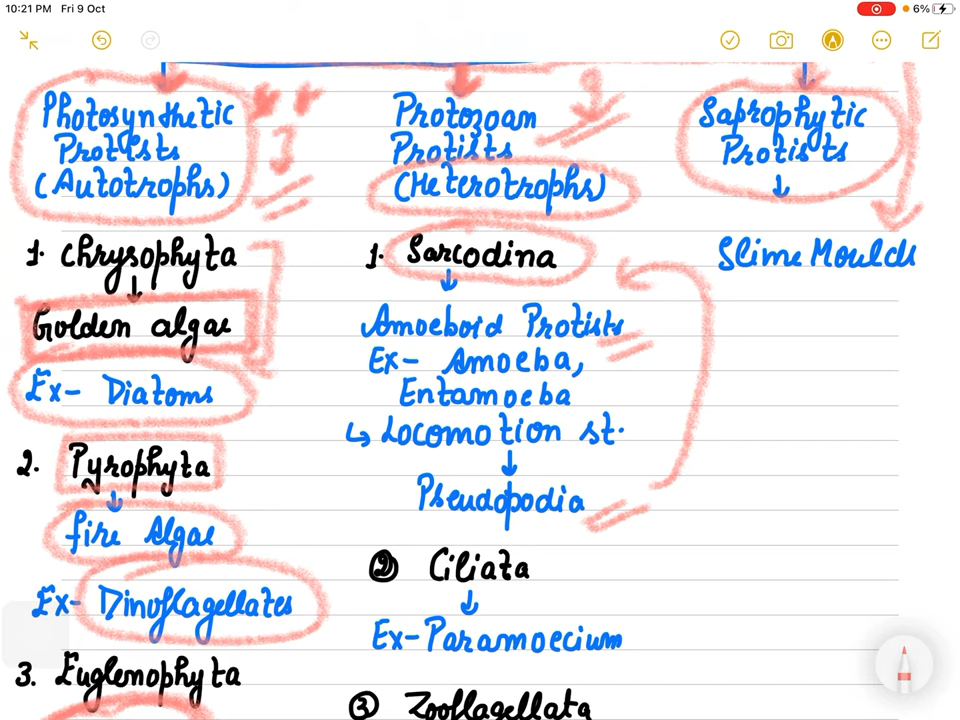 10:21 PM Fri 9 Oct
6%
Photosynthetic
Protists
(Autotrophs)
1. Chrysophyta
Golden algae
Ex- Diatoms
2. Pyrophyta
fire Algae
Ex- Dinoflagellates
3. Euglenophyta
Protozoan
Protists
(Heterotrophs)
1. Sarcodina
Amoeboid Protists
Ex- Amoeba,
Entamoeba
↳ Locomotion st.
Pseudopodia
② Ciliata
Ex- Paramoecium
③ Zooflagellata
Saprophytic
Protists
Slime Moulds